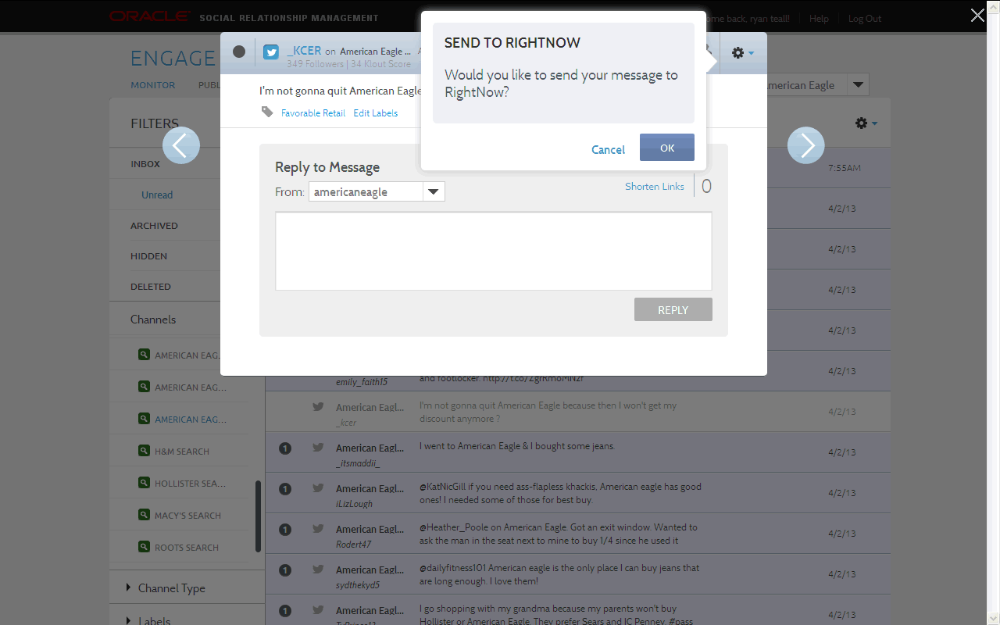 ORACLE SOCIAL RELATIONSHIP MANAGEMENT
ome back, ryan teall! Help Log Out
ENGAGE
MONITOR PUBL
American Eagle
_KCER on American Eagle ...
349 Followers | 34 Klout Score
SEND TO RIGHTNOW
Would you like to send your message to
RightNow?
Cancel OK
I'm not gonna quit American Eagle
Favorable Retail Edit Labels
Reply to Message
From: americaneagle
Shorten Links 0
REPLY
FILTERS
INBOX
Unread
ARCHIVED
HIDDEN
DELETED
Channels
AMERICAN EAG...
AMERICAN EAG...
AMERICAN EAG...
H&M SEARCH
HOLLISTER SEA...
MACY'S SEARCH
ROOTS SEARCH
Channel Type
Labels
7:55AM
4/2/13
4/2/13
4/2/13
4/2/13
emily_faith15
and footlocker. http://t.co/ZgrRmoMNzf
4/2/13
American Eagl...
_kcer
I'm not gonna quit American Eagle because then I won't get my
discount anymore ?
4/2/13
1 American Eagl...
_itsmaddii_
I went to American Eagle & I bought some jeans.
4/2/13
1 American Eagl...
iLizLough
@KatNicGill if you need ass-flapless khackis, American eagle has good
ones! I needed some of those for best buy.
4/2/13
1 American Eagl...
Rodert47
@Heather_Poole on American Eagle. Got an exit window. Wanted to
ask the man in the seat next to mine to buy 1/4 since he used it
4/2/13
1 American Eagl...
sydthekyd5
@dailyfitness101 American eagle is the only place I can buy jeans that
are long enough. I love them!
4/2/13
1 American Eagl...
I go shopping with my grandma because my parents won't buy
Hollister or American Eagle. They prefer Sears and JC Penney. #pass
4/2/13